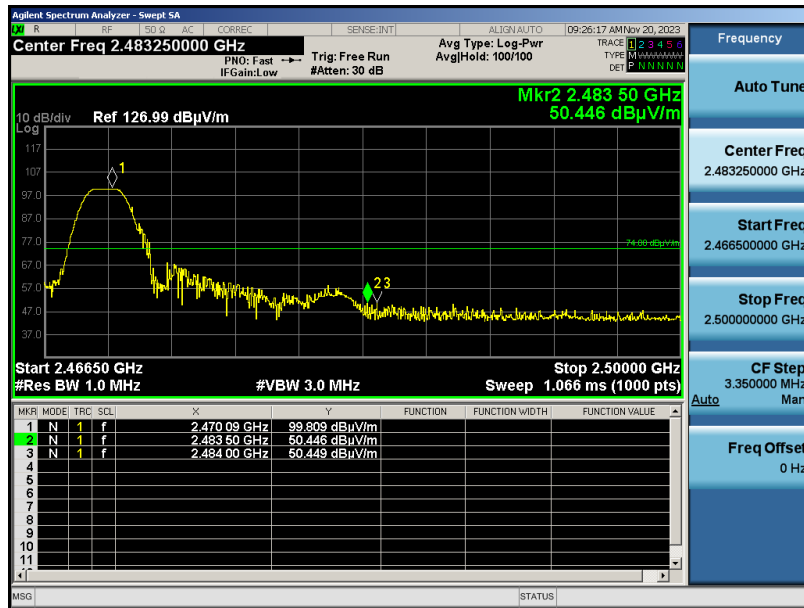 Agilent Spectrum Analyzer - Swept SA
LXI R RF 50 Ω AC CORREC SENSE:INT ALIGN AUTO 09:26:17 AM Nov 20, 2023
Center Freq 2.483250000 GHz
PNO: Fast
IFGain:Low
Trig: Free Run
#Atten: 30 dB
Avg Type: Log-Pwr
Avg|Hold: 100/100
TRACE 1 2 3 4 5 6
TYPE M
DET P N N N N N
Mkr2 2.483 50 GHz
50.446 dBµV/m
10 dB/div
Log
Ref 126.99 dBµV/m
117
107
97.0
87.0
77.0
67.0
57.0
47.0
37.0
1
74.00 dBµV/m
2 3
Start 2.46650 GHz
Stop 2.50000 GHz
#Res BW 1.0 MHz
#VBW 3.0 MHz
Sweep 1.066 ms (1000 pts)
MKR MODE TRC SCL X Y FUNCTION FUNCTION WIDTH FUNCTION VALUE
1 N 1 f 2.470 09 GHz 99.809 dBµV/m
2 N 1 f 2.483 50 GHz 50.446 dBµV/m
3 N 1 f 2.484 00 GHz 50.449 dBµV/m
4
5
6
7
8
9
10
11
MSG
STATUS
Frequency
Auto Tune
Center Freq
2.483250000 GHz
Start Freq
2.466500000 GHz
Stop Freq
2.500000000 GHz
CF Step
3.350000 MHz
Auto Man
Freq Offset
0 Hz